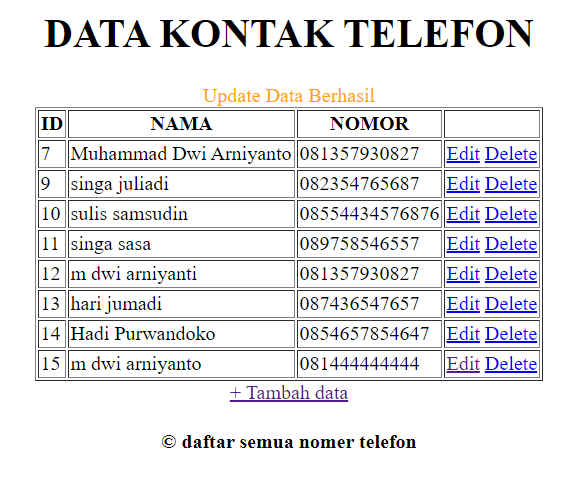 DATA KONTAK TELEFON
Update Data Berhasil
ID NAMA NOMOR
7 Muhammad Dwi Arniyanto 081357930827 Edit Delete
9 singa juliadi 082354765687 Edit Delete
10 sulis samsudin 08554434576876 Edit Delete
11 singa sasa 089758546557 Edit Delete
12 m dwi arniyanti 081357930827 Edit Delete
13 hari jumadi 087436547657 Edit Delete
14 Hadi Purwandoko 0854657854647 Edit Delete
15 m dwi arniyanto 081444444444 Edit Delete
+ Tambah data
© daftar semua nomer telefon